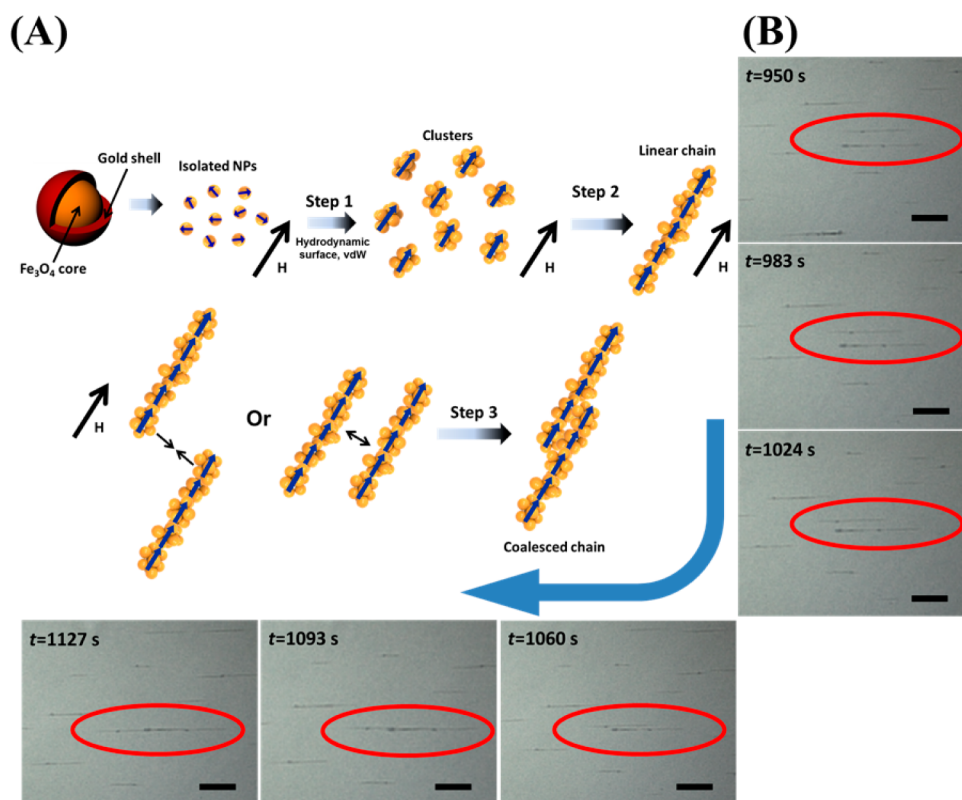 (A)
(B)
Gold shell
Fe₃O₄ core
Isolated NPs
Step 1
Hydrodynamic
surface, vdW
H
Clusters
H
Step 2
Linear chain
H
H
Or
Step 3
Coalesced chain
t=950 s
t=983 s
t=1024 s
t=1127 s
t=1093 s
t=1060 s